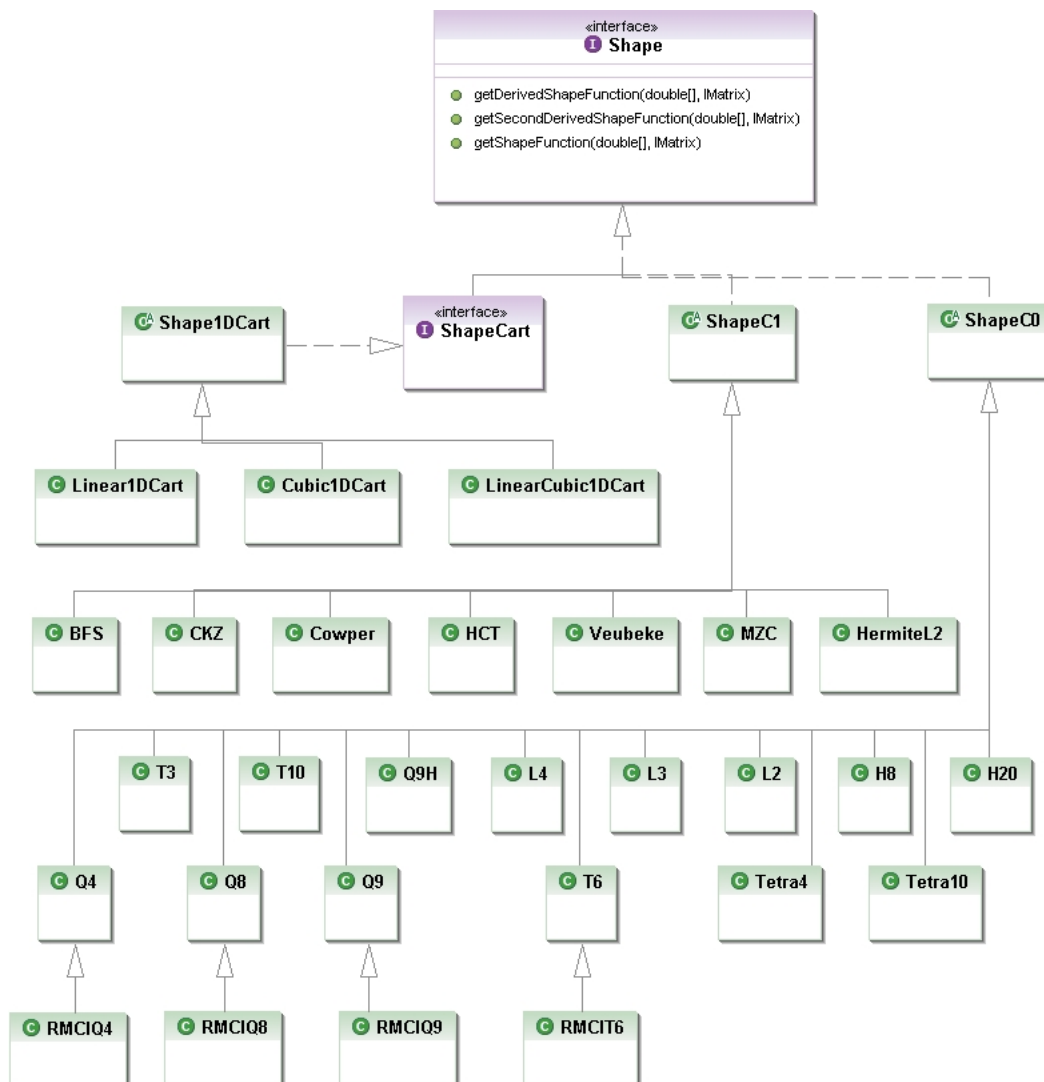 «interface»
I Shape
getDerivedShapeFunction(double[], IMatrix)
getSecondDerivedShapeFunction(double[], IMatrix)
getShapeFunction(double[], IMatrix)
C A Shape1DCart
«interface»
I ShapeCart
C A ShapeC1
C A ShapeC0
C Linear1DCart
C Cubic1DCart
C LinearCubic1DCart
C BFS
C CKZ
C Cowper
C HCT
C Veubeke
C MZC
C HermiteL2
C T3
C T10
C Q9H
C L4
C L3
C L2
C H8
C H20
C Q4
C Q8
C Q9
C T6
C Tetra4
C Tetra10
C RMCIQ4
C RMCIQ8
C RMCIQ9
C RMCIT6